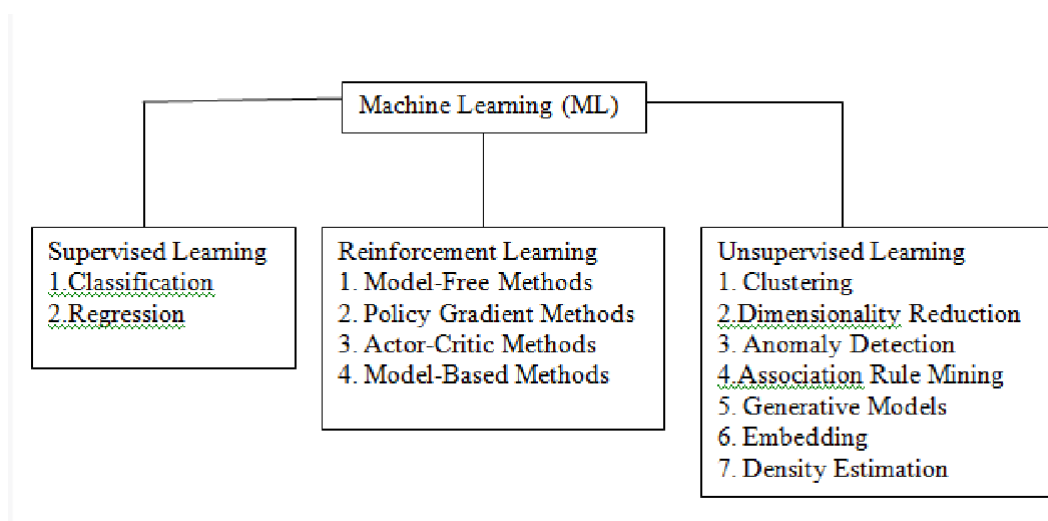 Machine Learning (ML)
Supervised Learning
1.Classification
2.Regression
Reinforcement Learning
1. Model-Free Methods
2. Policy Gradient Methods
3. Actor-Critic Methods
4. Model-Based Methods
Unsupervised Learning
1. Clustering
2.Dimensionality Reduction
3. Anomaly Detection
4.Association Rule Mining
5. Generative Models
6. Embedding
7. Density Estimation